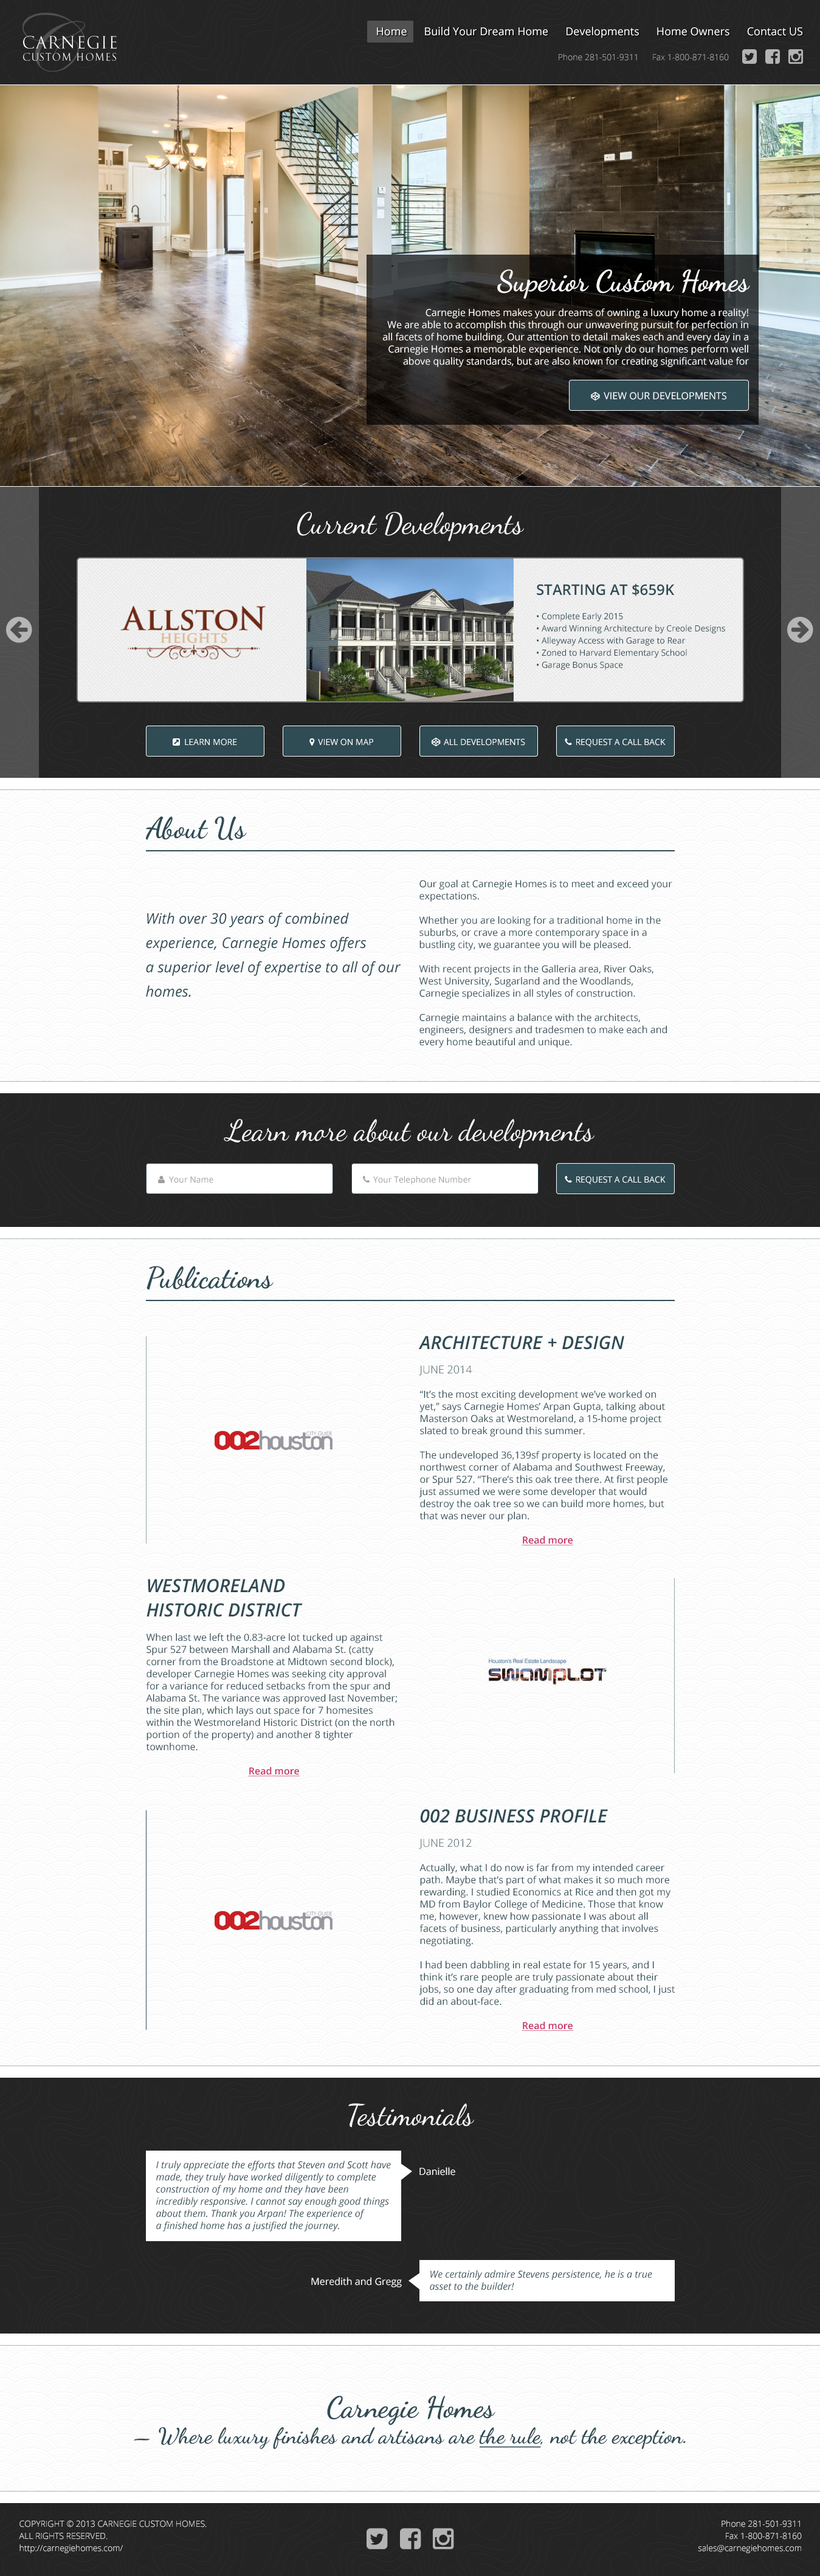 CARNEGIE
CUSTOM HOMES
Home Build Your Dream Home Developments Home Owners Contact US
Phone 281-501-9311 Fax 1-800-871-8160
Superior Custom Homes
Carnegie Homes makes your dreams of owning a luxury home a reality!
We are able to accomplish this through our unwavering pursuit for perfection in
all facets of home building. Our attention to detail makes each and every day in a
Carnegie Homes a memorable experience. Not only do our homes perform well
above quality standards, but are also known for creating significant value for
VIEW OUR DEVELOPMENTS
Current Developments
ALLSTON
HEIGHTS
STARTING AT $659K
• Complete Early 2015
• Award Winning Architecture by Creole Designs
• Alleyway Access with Garage to Rear
• Zoned to Harvard Elementary School
• Garage Bonus Space
LEARN MORE
VIEW ON MAP
ALL DEVELOPMENTS
REQUEST A CALL BACK
About Us
With over 30 years of combined
experience, Carnegie Homes offers
a superior level of expertise to all of our
homes.
Our goal at Carnegie Homes is to meet and exceed your
expectations.
Whether you are looking for a traditional home in the
suburbs, or crave a more contemporary space in a
bustling city, we guarantee you will be pleased.
With recent projects in the Galleria area, River Oaks,
West University, Sugarland and the Woodlands,
Carnegie specializes in all styles of construction.
Carnegie maintains a balance with the architects,
engineers, designers and tradesmen to make each and
every home beautiful and unique.
Learn more about our developments
Your Name
Your Telephone Number
REQUEST A CALL BACK
Publications
002houston
CITY GUIDE
ARCHITECTURE + DESIGN
JUNE 2014
“It’s the most exciting development we’ve worked on
yet,” says Carnegie Homes’ Arpan Gupta, talking about
Masterson Oaks at Westmoreland, a 15-home project
slated to break ground this summer.
The undeveloped 36,139sf property is located on the
northwest corner of Alabama and Southwest Freeway,
or Spur 527. “There’s this oak tree there. At first people
just assumed we were some developer that would
destroy the oak tree so we can build more homes, but
that was never our plan.
Read more
WESTMORELAND
HISTORIC DISTRICT
When last we left the 0.83-acre lot tucked up against
Spur 527 between Marshall and Alabama St. (catty
corner from the Broadstone at Midtown second block),
developer Carnegie Homes was seeking city approval
for a variance for reduced setbacks from the spur and
Alabama St. The variance was approved last November;
the site plan, which lays out space for 7 homesites
within the Westmoreland Historic District (on the north
portion of the property) and another 8 tighter
townhome.
Read more
Houston's Real Estate Landscape
SWAMPLOT
002houston
CITY GUIDE
002 BUSINESS PROFILE
JUNE 2012
Actually, what I do now is far from my intended career
path. Maybe that’s part of what makes it so much more
rewarding. I studied Economics at Rice and then got my
MD from Baylor College of Medicine. Those that know
me, however, knew how passionate I was about all
facets of business, particularly anything that involves
negotiating.
I had been dabbling in real estate for 15 years, and I
think it’s rare people are truly passionate about their
jobs, so one day after graduating from med school, I just
did an about-face.
Read more
Testimonials
I truly appreciate the efforts that Steven and Scott have
made, they truly have worked diligently to complete
construction of my home and they have been
incredibly responsive. I cannot say enough good things
about them. Thank you Arpan! The experience of
a finished home has a justified the journey.
Danielle
Meredith and Gregg
We certainly admire Stevens persistence, he is a true
asset to the builder!
Carnegie Homes
— Where luxury finishes and artisans are the rule, not the exception.
COPYRIGHT © 2013 CARNEGIE CUSTOM HOMES.
ALL RIGHTS RESERVED.
http://carnegiehomes.com/
Phone 281-501-9311
Fax 1-800-871-8160
sales@carnegiehomes.com